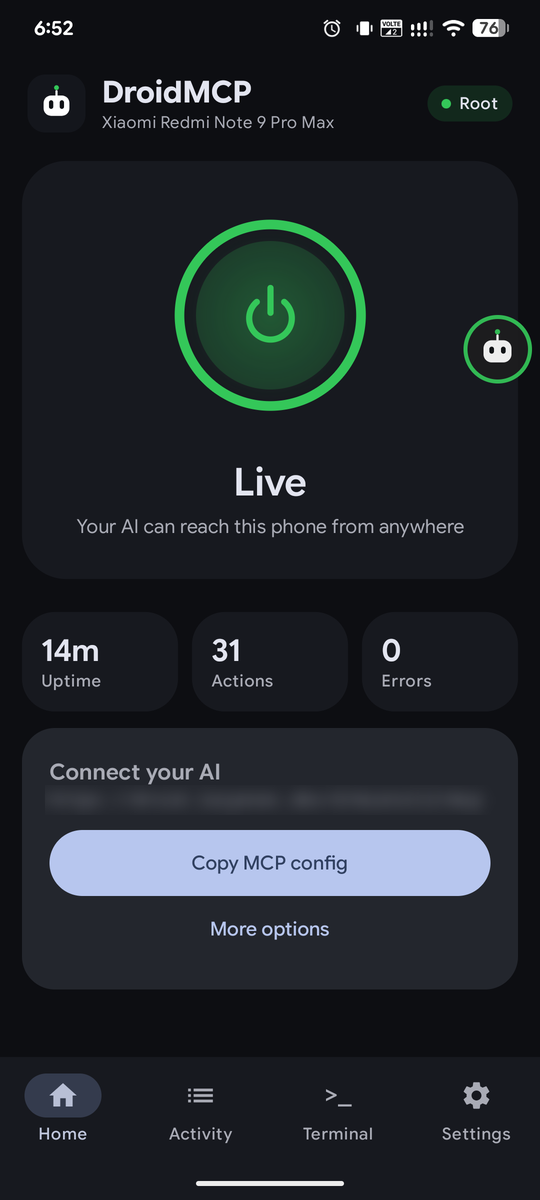 6:52
VOLTE
2
76
DroidMCP
Xiaomi Redmi Note 9 Pro Max
Root
Live
Your AI can reach this phone from anywhere
14m
Uptime
31
Actions
0
Errors
Connect your AI
Copy MCP config
More options
>_
Home
Activity
Terminal
Settings